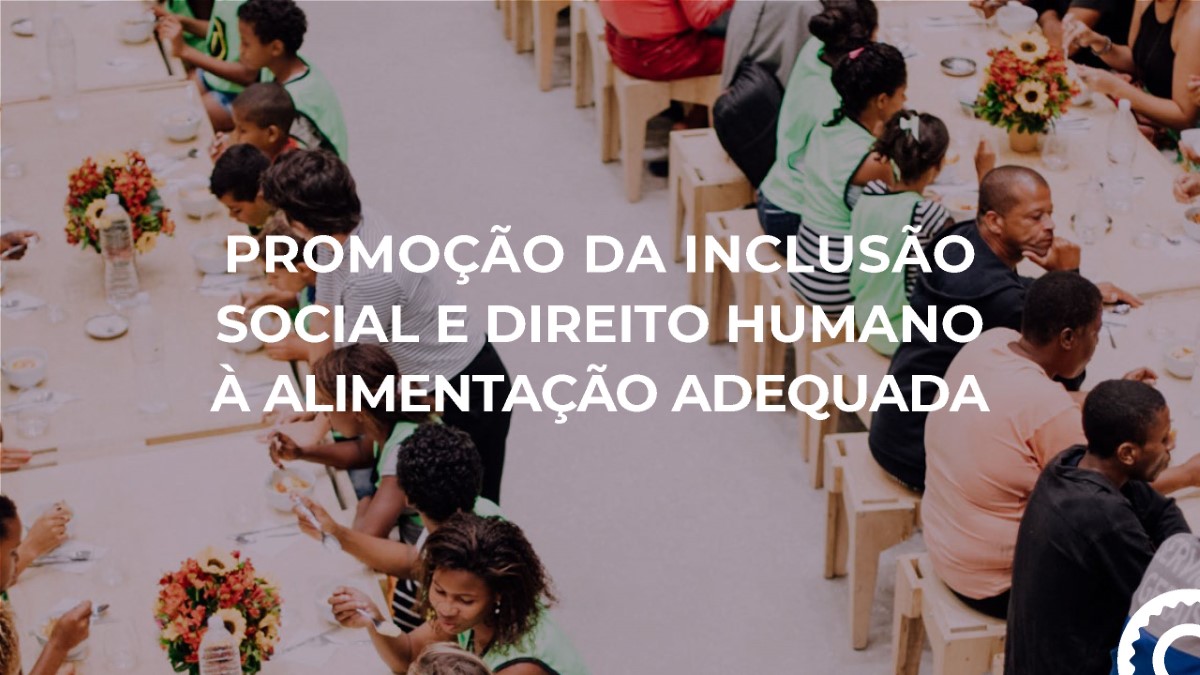 PROMOÇÃO DA INCLUSÃO
SOCIAL E DIREITO HUMANO
À ALIMENTAÇÃO ADEQUADA